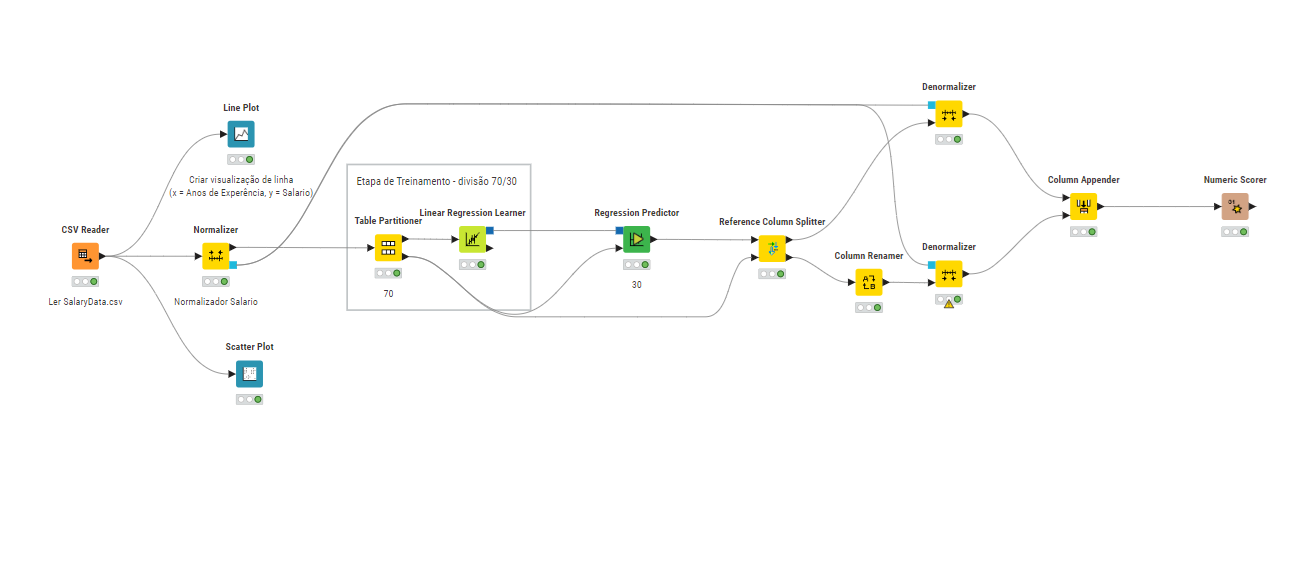 Denormalizer
Line Plot
Criar visualização de linha
(x = Anos de Experência, y = Salario)
Etapa de Treinamento - divisão 70/30
Column Appender
Numeric Scorer
CSV Reader
Normalizer
Table Partitioner
Linear Regression Learner
Regression Predictor
Reference Column Splitter
Column Renamer
Denormalizer
70
30
Ler SalaryData.csv
Normalizador Salario
Scatter Plot